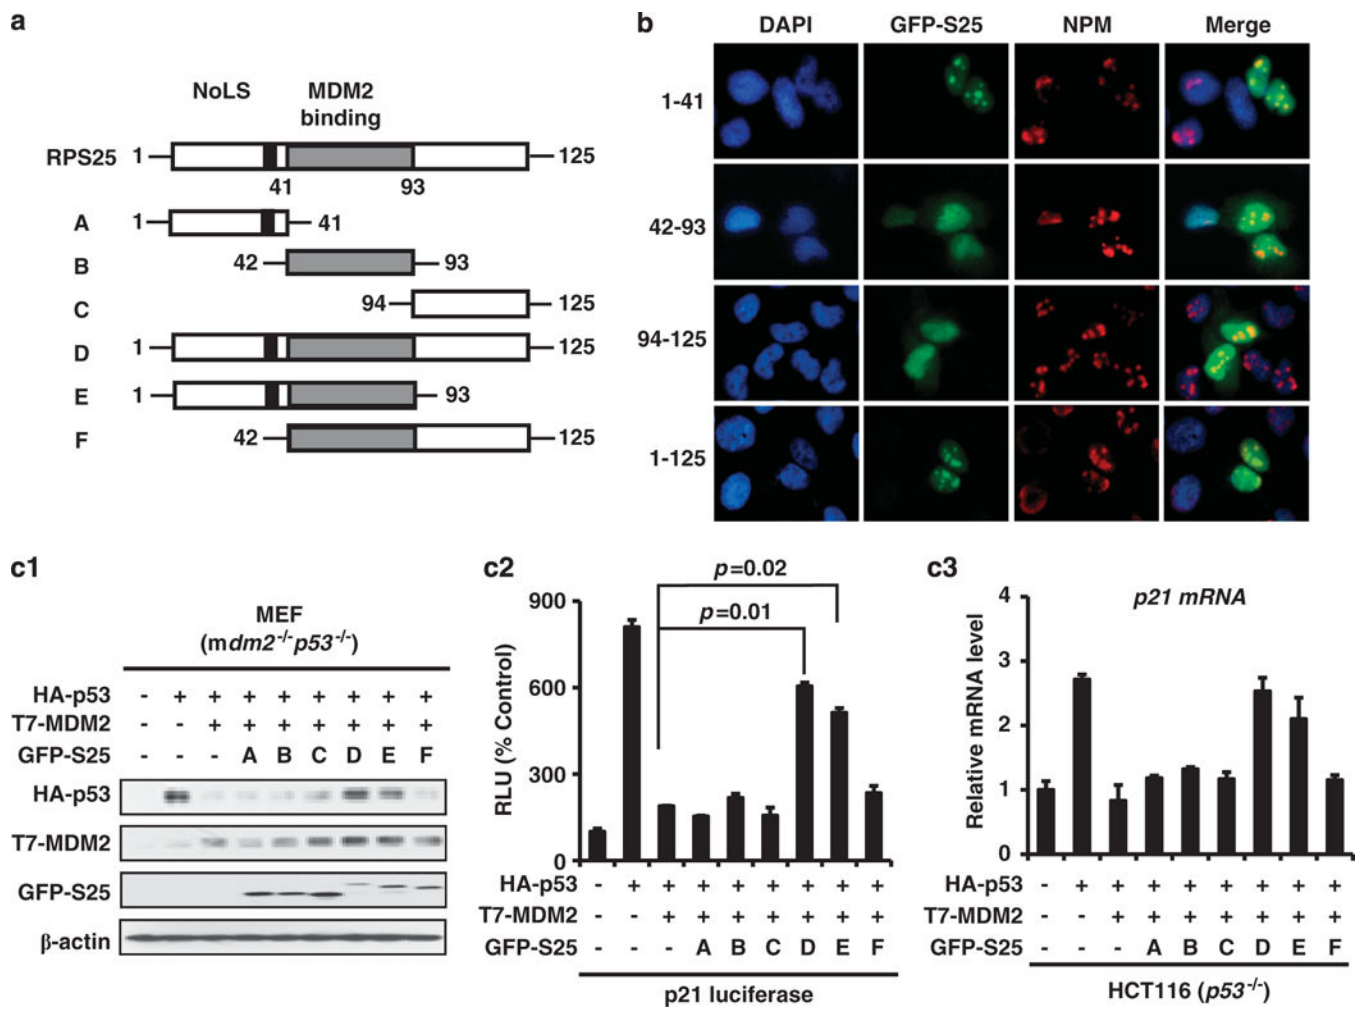 a
NoLS MDM2 binding
RPS25 1 125
41 93
A 1 41
B 42 93
C 94 125
D 1 125
E 1 93
F 42 125
b
DAPI GFP-S25 NPM Merge
1-41
42-93
94-125
1-125
c1
MEF
(mdm2-/-p53-/-)
HA-p53 - + + + + + + + +
T7-MDM2 - - + + + + + + +
GFP-S25 - - - A B C D E F
HA-p53
T7-MDM2
GFP-S25
β-actin
c2
p=0.02
p=0.01
RLU (% Control)
900
600
300
0
HA-p53 - + + + + + + + +
T7-MDM2 - - + + + + + + +
GFP-S25 - - - A B C D E F
p21 luciferase
c3
p21 mRNA
Relative mRNA level
4
3
2
1
0
HA-p53 - + + + + + + + +
T7-MDM2 - - + + + + + + +
GFP-S25 - - - A B C D E F
HCT116 (p53-/-)